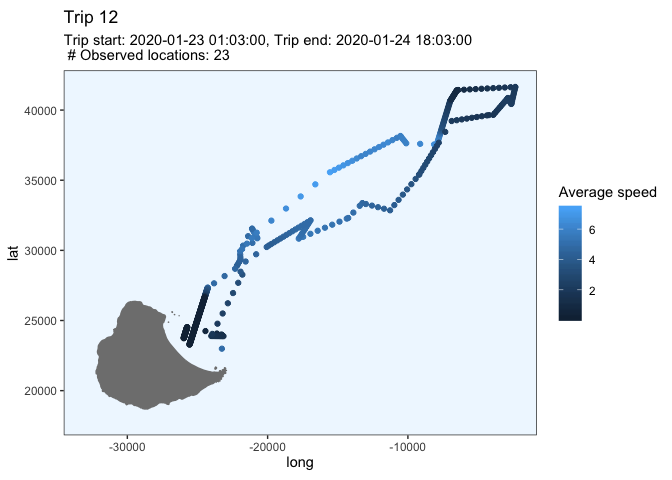 Trip 12
Trip start: 2020-01-23 01:03:00, Trip end: 2020-01-24 18:03:00
# Observed locations: 23
40000
35000
30000
25000
20000
lat
-30000
-20000
-10000
long
Average speed
6
4
2